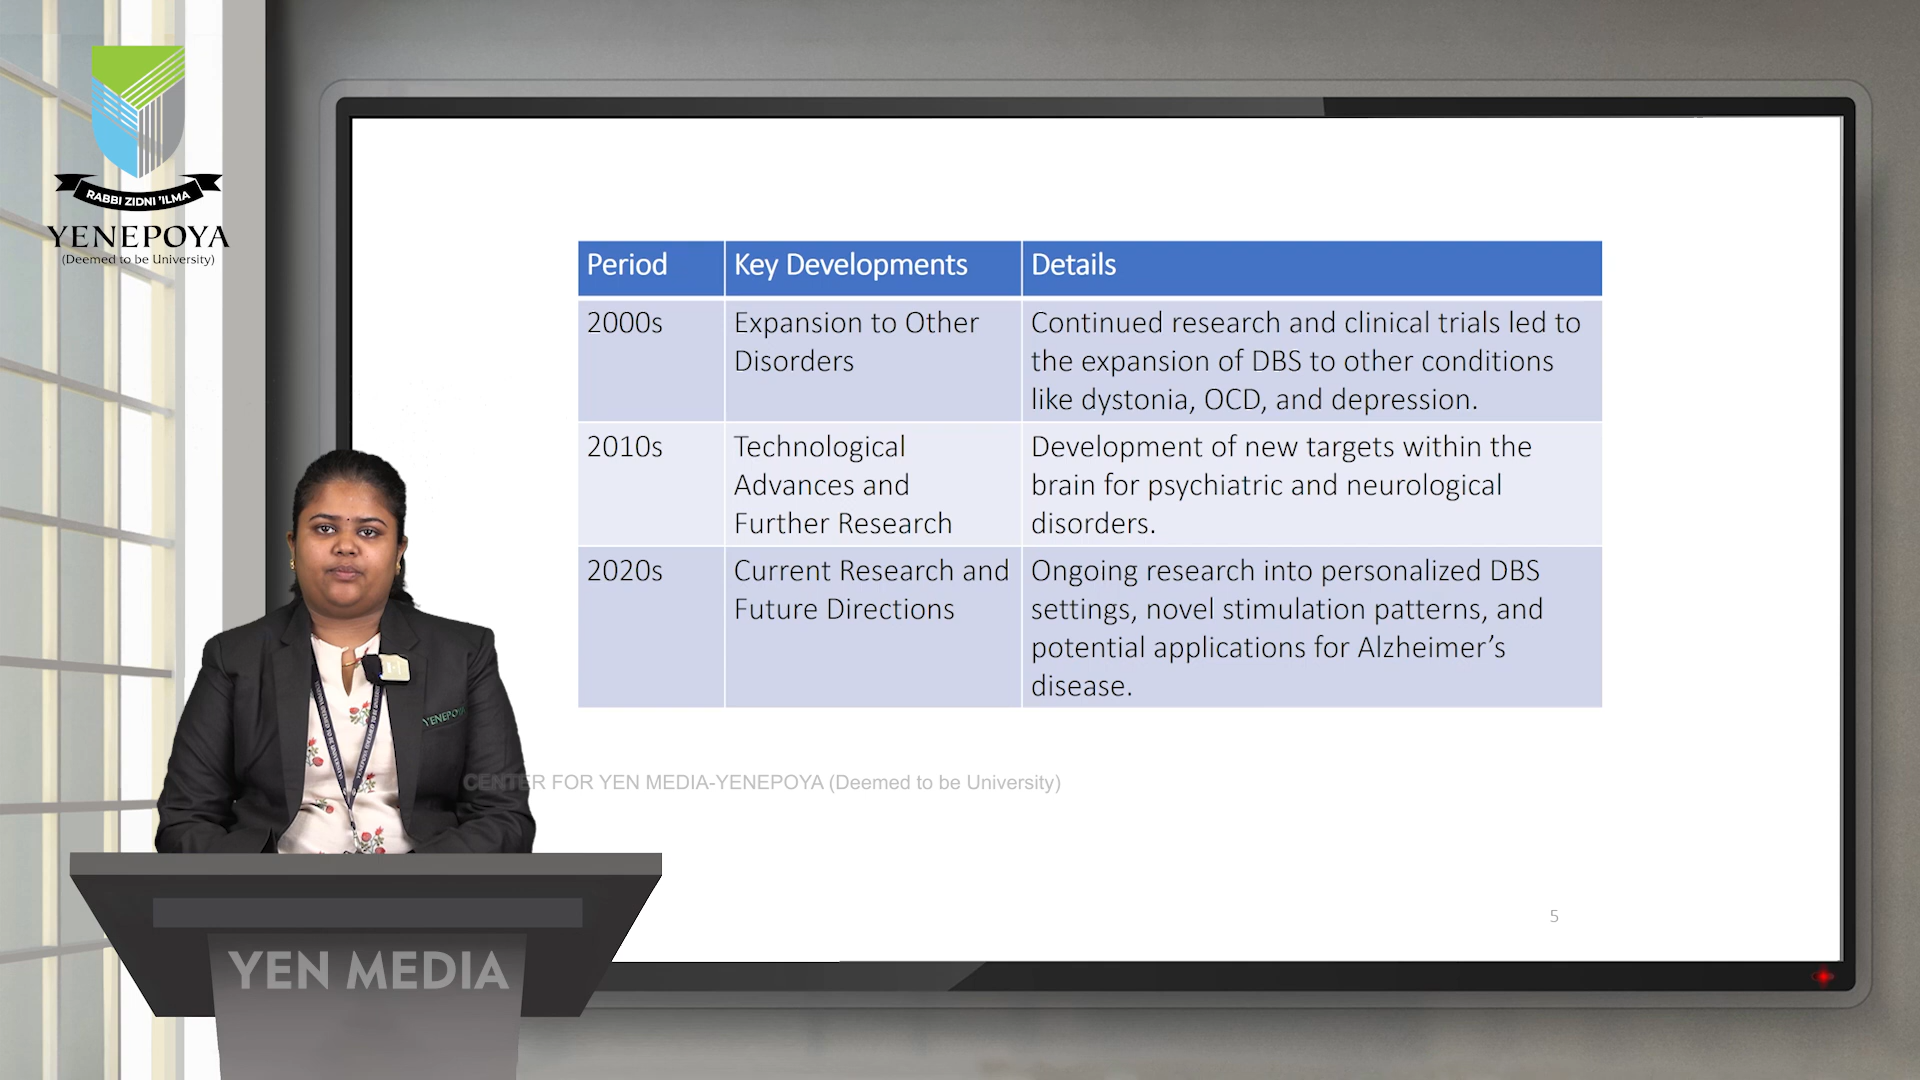 RABBI ZIDNI 'ILMA
YENEPOYA
(Deemed to be University)
Period Key Developments Details
2000s Expansion to Other Disorders Continued research and clinical trials led to
the expansion of DBS to other conditions
like dystonia, OCD, and depression.
2010s Technological
Advances and
Further Research
Development of new targets within the
brain for psychiatric and neurological
disorders.
2020s Current Research and
Future Directions
Ongoing research into personalized DBS
settings, novel stimulation patterns, and
potential applications for Alzheimer’s
disease.
YENEPOYA
CENTER FOR YEN MEDIA-YENEPOYA (Deemed to be University)
5
YEN MEDIA